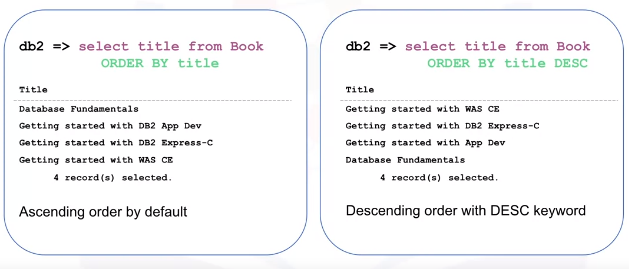 db2 => select title from Book
ORDER BY title
Title
Database Fundamentals
Getting started with DB2 App Dev
Getting started with DB2 Express-C
Getting started with WAS CE
4 record(s) selected.
Ascending order by default
db2 => select title from Book
ORDER BY title DESC
Title
Getting started with WAS CE
Getting started with DB2 Express-C
Getting started with App Dev
Database Fundamentals
4 record(s) selected.
Descending order with DESC keyword